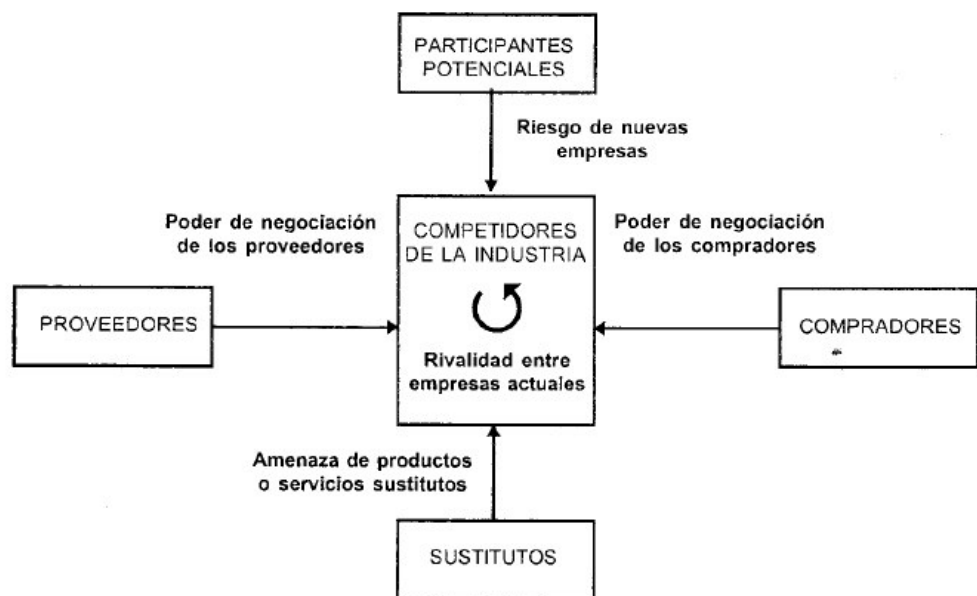 PARTICIPANTES
POTENCIALES
Riesgo de nuevas
empresas
Poder de negociación
de los proveedores
COMPETIDORES
DE LA INDUSTRIA
Rivalidad entre
empresas actuales
Poder de negociación
de los compradores
PROVEEDORES
COMPRADORES
Amenaza de productos
o servicios sustitutos
SUSTITUTOS